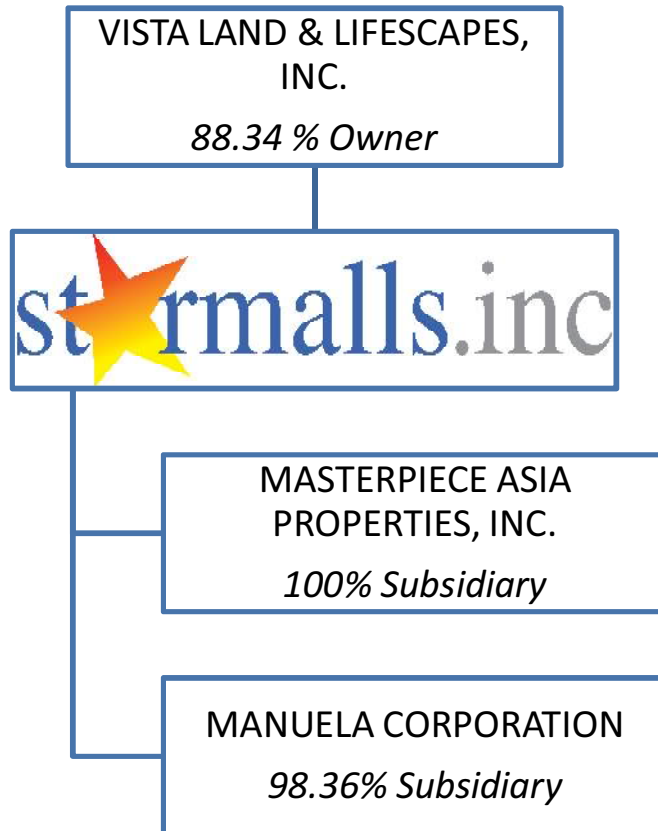 VISTA LAND & LIFESCAPES,
INC.
88.34 % Owner
starmalls.inc
MASTERPIECE ASIA
PROPERTIES, INC.
100% Subsidiary
MANUELA CORPORATION
98.36% Subsidiary